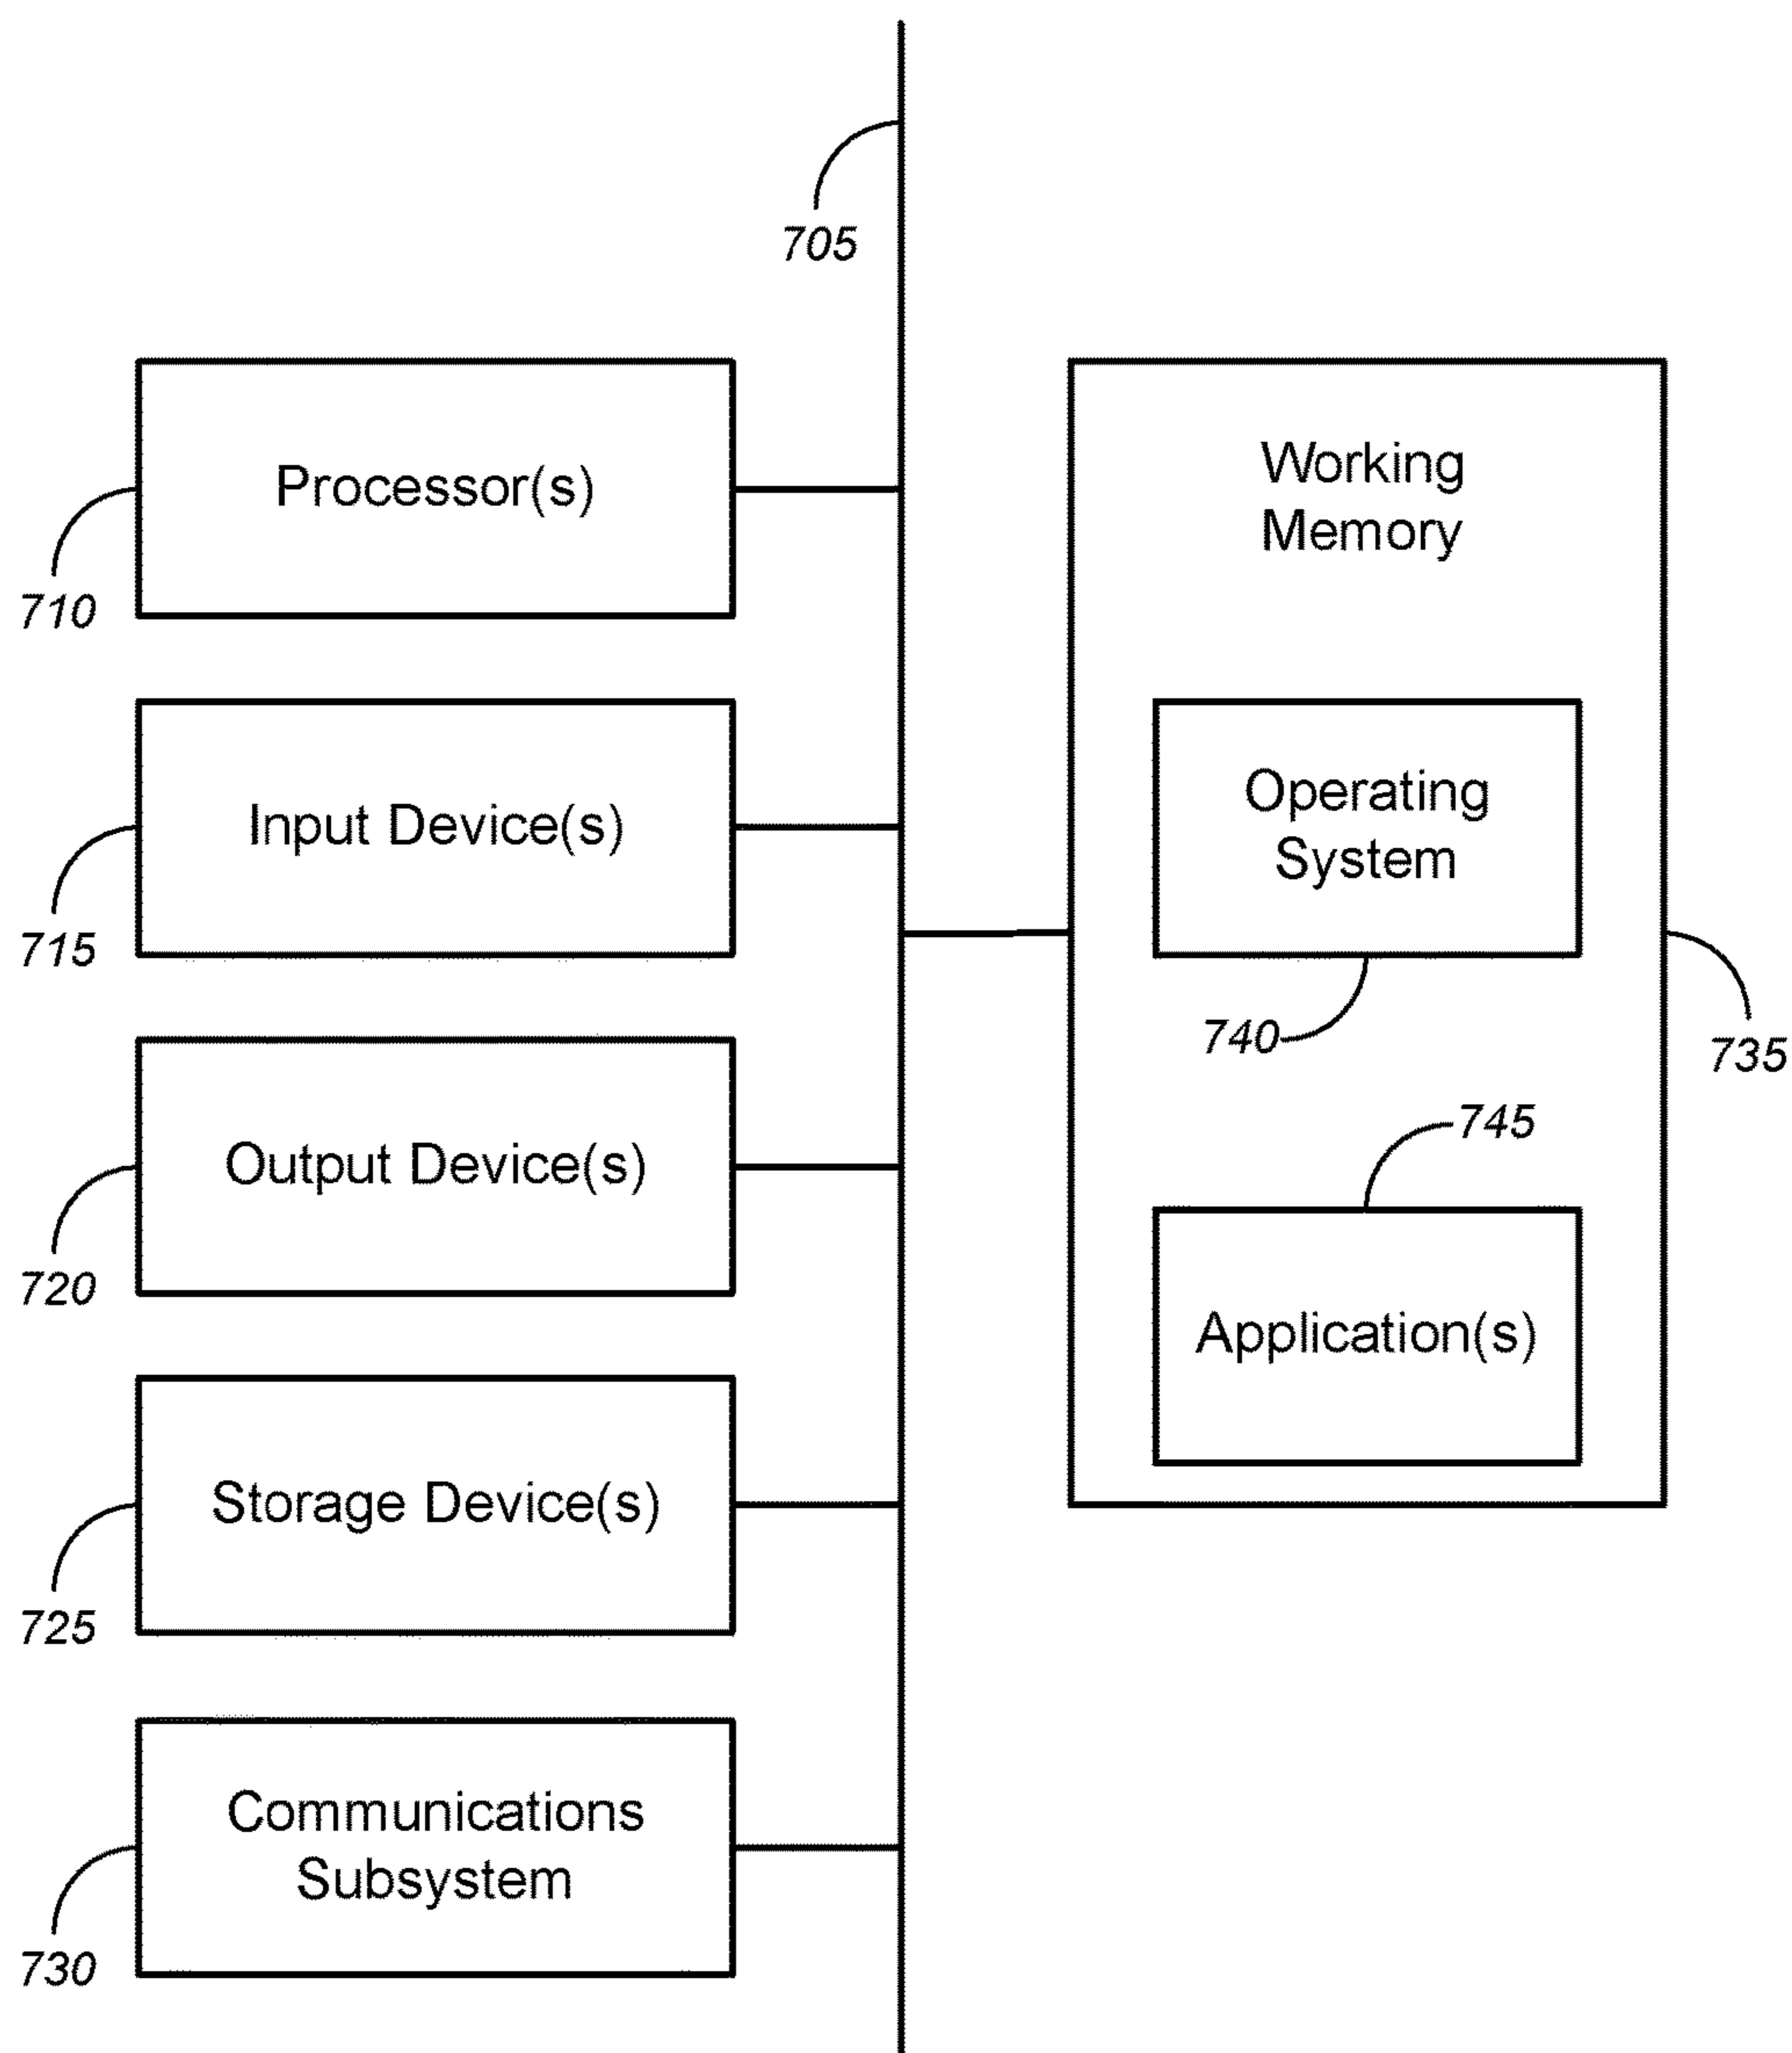 705
Processor(s)
710
Input Device(s)
715
Output Device(s)
720
Storage Device(s)
725
Communications
Subsystem
730
Working
Memory
Operating
System
740
735
745
Application(s)